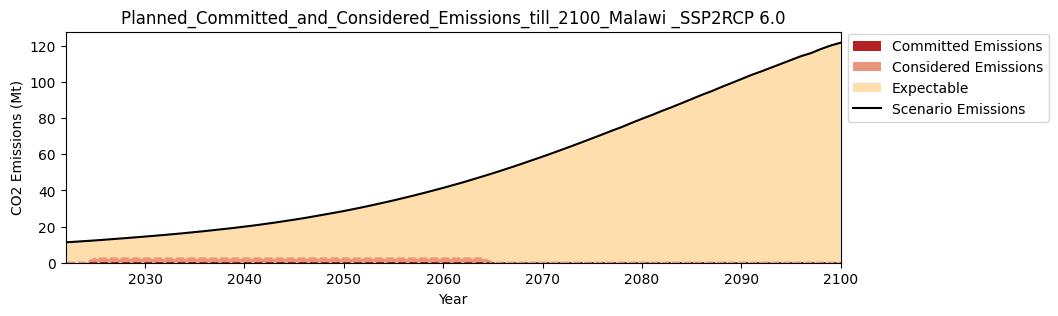 Planned_Committed_and_Considered_Emissions_till_2100_Malawi _SSP2RCP 6.0
CO2 Emissions (Mt)
120
100
80
60
40
20
0
2030 2040 2050 2060 2070 2080 2090 2100
Year
Committed Emissions
Considered Emissions
Expectable
Scenario Emissions